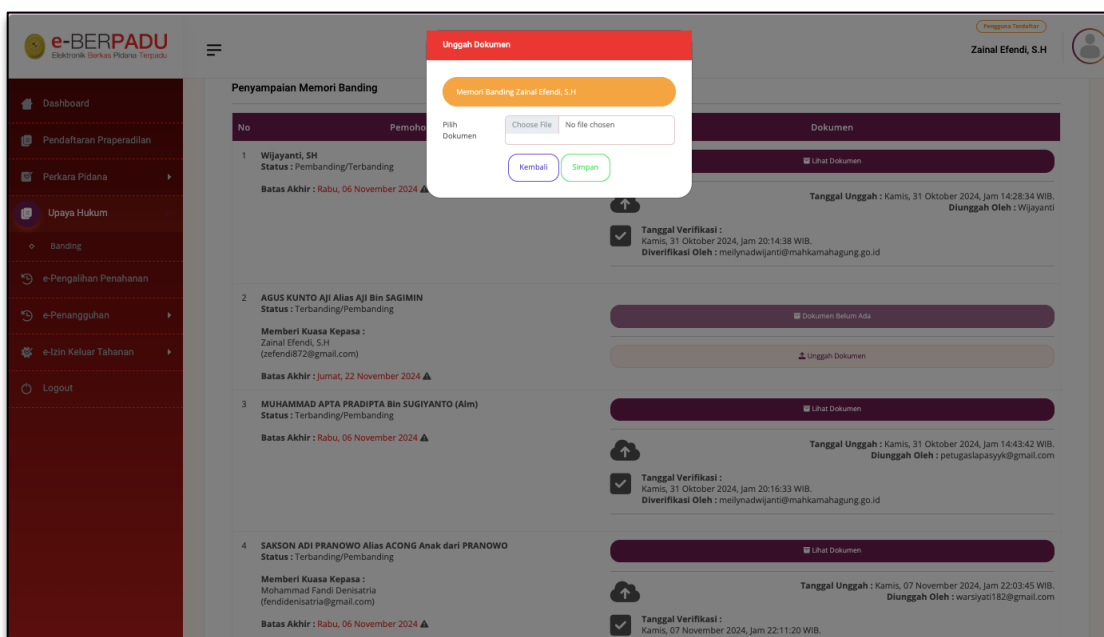 e-BERPADU
Elektronik Berkas Pidana Terpadu
Pengguna Terdaftar
Zainal Efendi, S.H
Dashboard
Pendaftaran Praperadilan
Perkara Pidana
Upaya Hukum
Banding
e-Pengalihan Penahanan
e-Penangguhan
e-Izin Keluar Tahanan
Logout
Unggah Dokumen
Memori Banding Zainal Efendi, S.H
Pilih
Dokumen
Choose File No file chosen
Kembali Simpan
Penyampaian Memori Banding
No Pemoho Dokumen
1 Wijayanti, SH
Status : Pembanding/Terbanding
Batas Akhir : Rabu, 06 November 2024
Lihat Dokumen
Tanggal Unggah : Kamis, 31 Oktober 2024, Jam 14:28:34 WIB.
Diunggah Oleh : Wijayanti
Tanggal Verifikasi :
Kamis, 31 Oktober 2024, Jam 20:14:38 WIB.
Diverifikasi Oleh : meilynadwijanti@mahkamahagung.go.id
2 AGUS KUNTO AJI Alias AJI Bin SAGIMIN
Status : Terbanding/Pembanding
Memberi Kuasa Kepasa :
Zainal Efendi, S.H
(zefendi872@gmail.com)
Batas Akhir : Jumat, 22 November 2024
Dokumen Belum Ada
Unggah Dokumen
3 MUHAMMAD APTA PRADIPTA Bin SUGIYANTO (Alm)
Status : Terbanding/Pembanding
Batas Akhir : Rabu, 06 November 2024
Lihat Dokumen
Tanggal Unggah : Kamis, 31 Oktober 2024, Jam 14:43:42 WIB.
Diunggah Oleh : petugaslapasyyk@gmail.com
Tanggal Verifikasi :
Kamis, 31 Oktober 2024, Jam 20:16:33 WIB.
Diverifikasi Oleh : meilynadwijanti@mahkamahagung.go.id
4 SAKSON ADI PRANOWO Alias ACONG Anak dari PRANOWO
Status : Terbanding/Pembanding
Memberi Kuasa Kepasa :
Mohammad Fandi Denisatria
(fendidenisatria@gmail.com)
Batas Akhir : Rabu, 06 November 2024
Lihat Dokumen
Tanggal Unggah : Kamis, 07 November 2024, Jam 22:03:45 WIB.
Diunggah Oleh : warsiyati182@gmail.com
Tanggal Verifikasi :
Kamis, 07 November 2024, Jam 22:11:20 WIB.